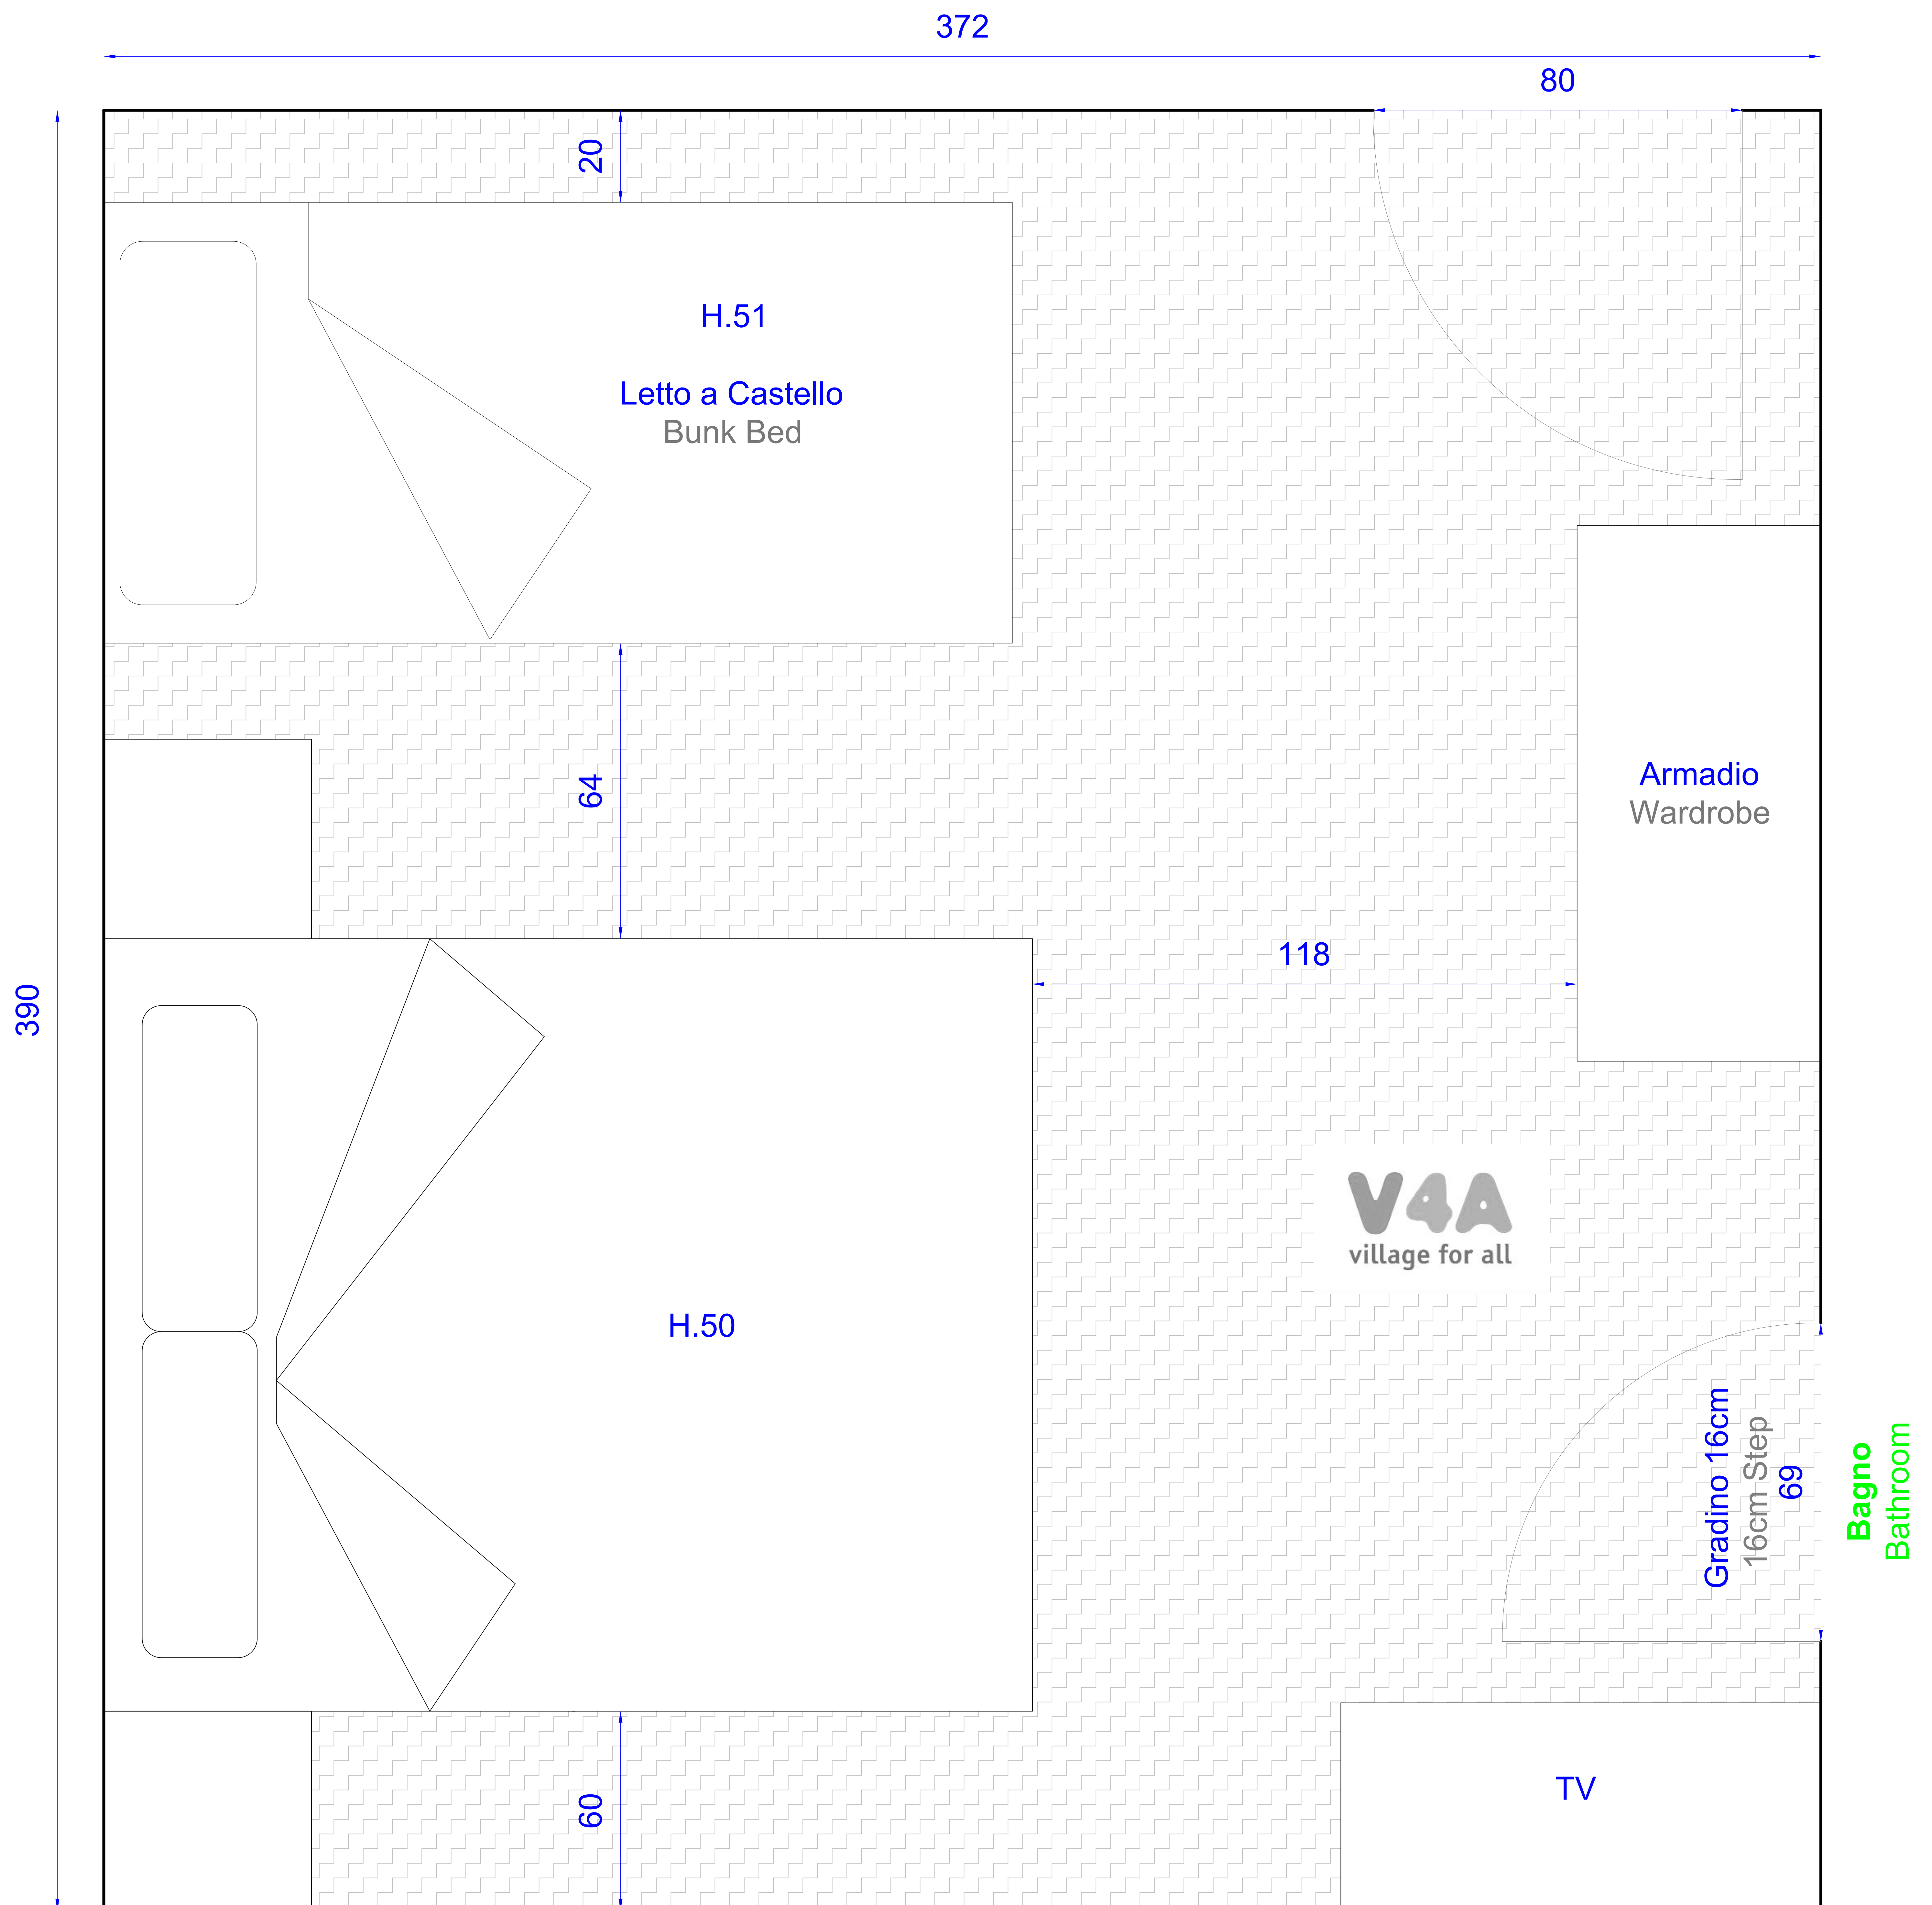 372
80
20
H.51
Letto a Castello
Bunk Bed
64
Armadio
Wardrobe
118
390
V4A
village for all
H.50
Gradino 16cm
16cm Step
69
Bagno
Bathroom
TV
60